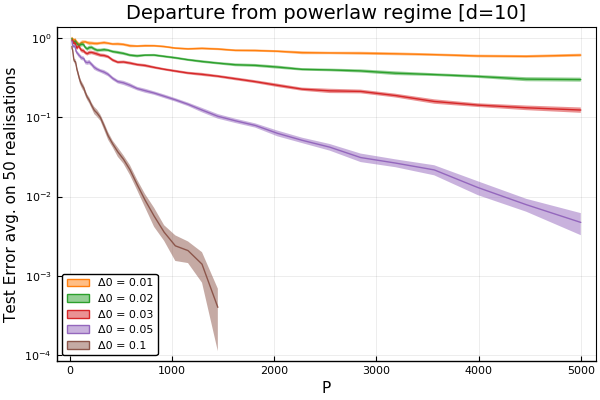 Departure from powerlaw regime [d=10]
Test Error avg. on 50 realisations
10⁰
10⁻¹
10⁻²
10⁻³
10⁻⁴
Δ0 = 0.01
Δ0 = 0.02
Δ0 = 0.03
Δ0 = 0.05
Δ0 = 0.1
0 1000 2000 3000 4000 5000
P